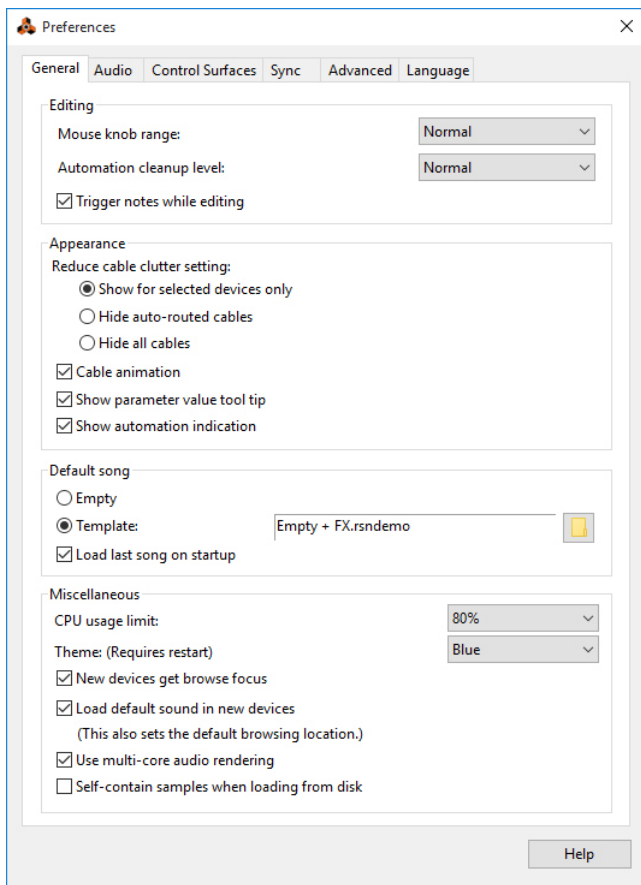 Preferences
General Audio Control Surfaces Sync Advanced Language
Editing
Mouse knob range: Normal
Automation cleanup level: Normal
Trigger notes while editing
Appearance
Reduce cable clutter setting:
Show for selected devices only
Hide auto-routed cables
Hide all cables
Cable animation
Show parameter value tool tip
Show automation indication
Default song
Empty
Template: Empty + FX.rsndemo
Load last song on startup
Miscellaneous
CPU usage limit: 80%
Theme: (Requires restart) Blue
New devices get browse focus
Load default sound in new devices
(This also sets the default browsing location.)
Use multi-core audio rendering
Self-contain samples when loading from disk
Help